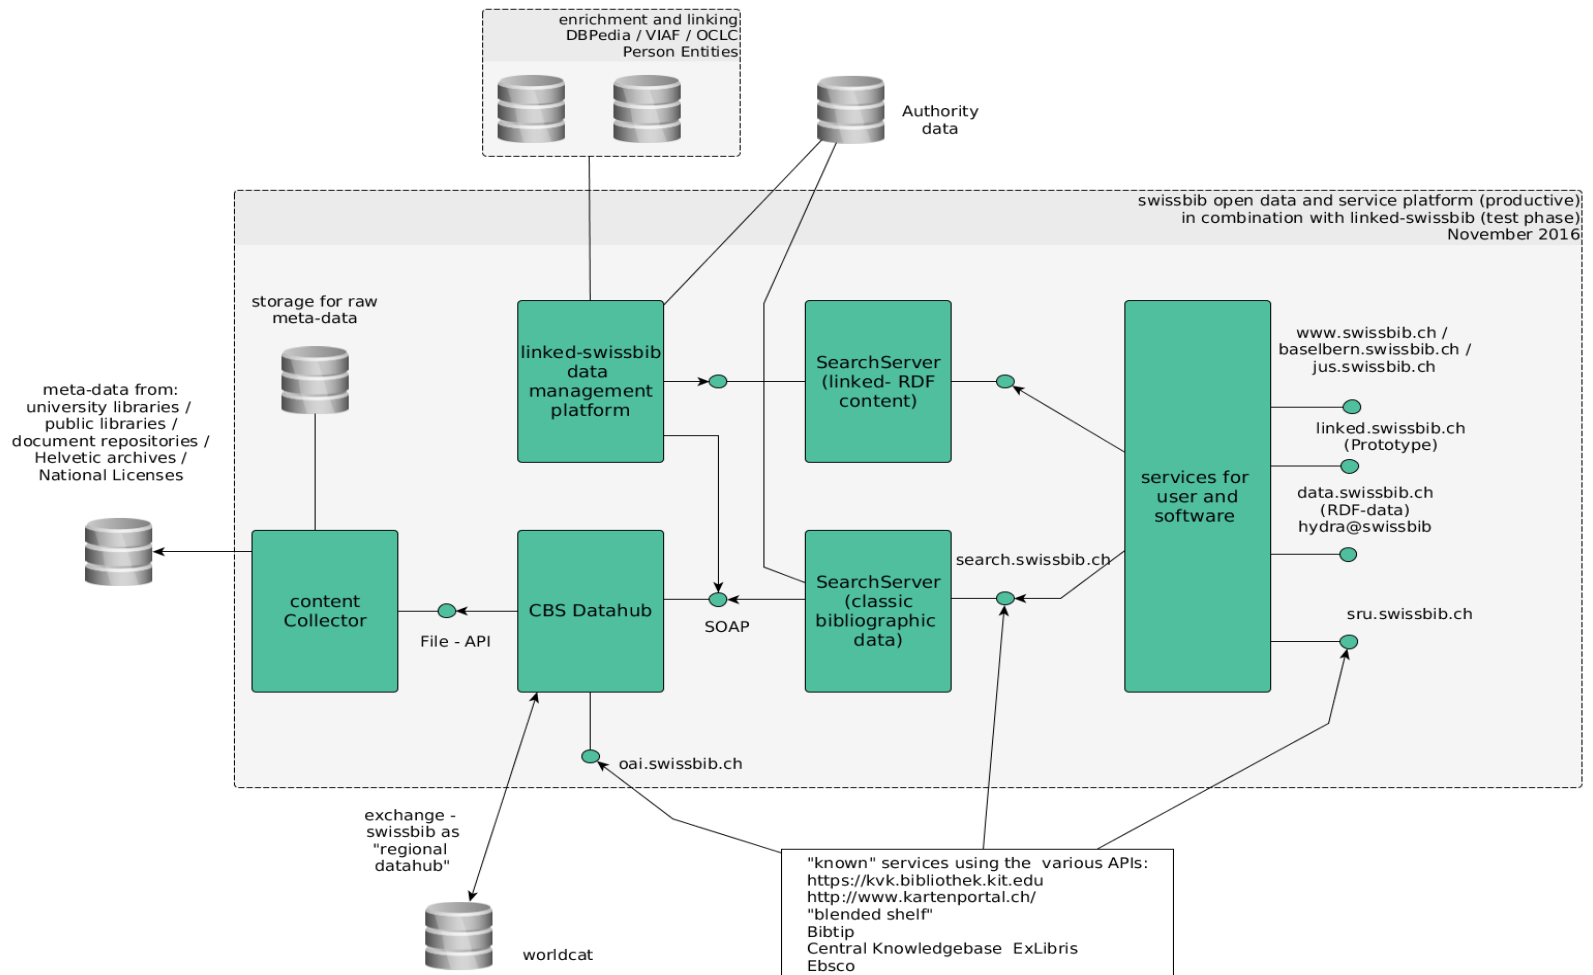 enrichment and linking
DBPedia / VIAF / OCLC
Person Entities
Authority
data
swissbib open data and service platform (productive)
in combination with linked-swissbib (test phase)
November 2016
storage for raw
meta-data
meta-data from:
university libraries /
public libraries /
document repositories /
Helvetic archives /
National Licenses
linked-swissbib
data
management
platform
SearchServer
(linked- RDF
content)
services for
user and
software
www.swissbib.ch /
baselbern.swissbib.ch /
jus.swissbib.ch
linked.swissbib.ch
(Prototype)
data.swissbib.ch
(RDF-data)
hydra@swissbib
sru.swissbib.ch
content
Collector
File - API
CBS Datahub
SOAP
SearchServer
(classic
bibliographic
data)
search.swissbib.ch
oai.swissbib.ch
exchange -
swissbib as
"regional
datahub"
worldcat
"known" services using the  various APIs:
https://kvk.bibliothek.kit.edu
http://www.kartenportal.ch/
"blended shelf"
Bibtip
Central Knowledgebase  ExLibris
Ebsco